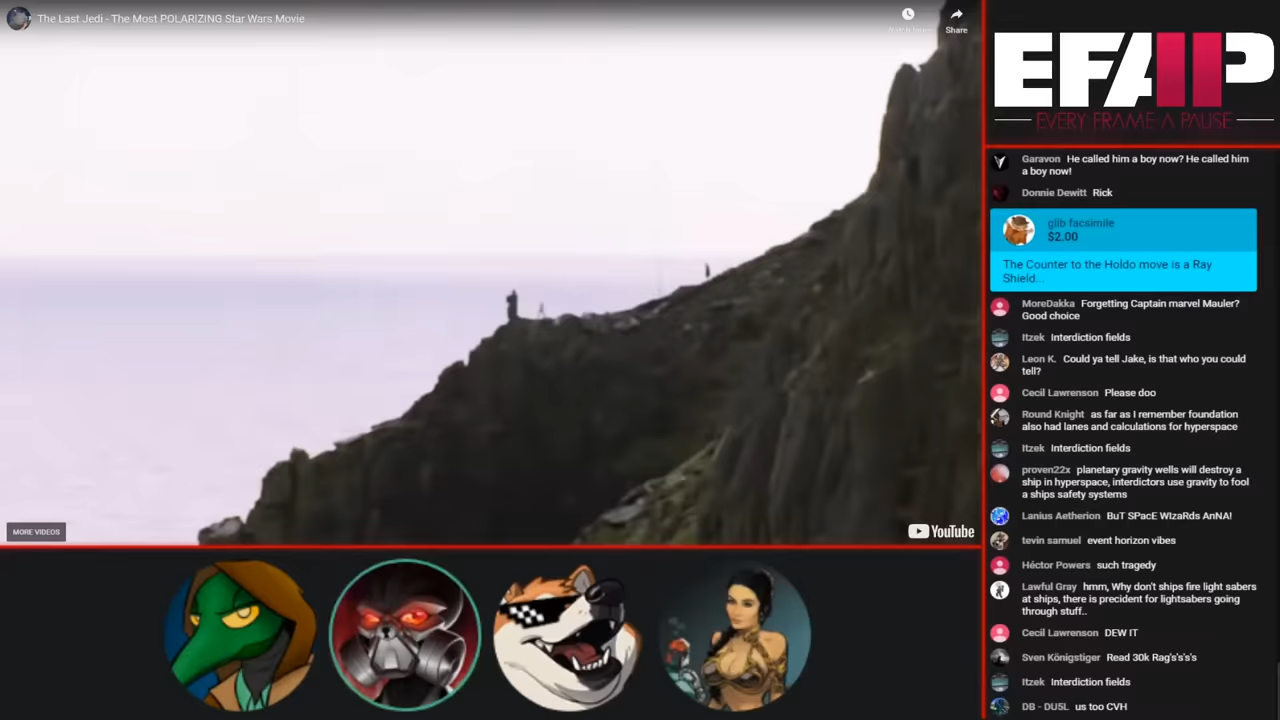 The Last Jedi - The Most POLARIZING Star Wars Movie
Share
MORE VIDEOS
YouTube
EFAP
EVERY FRAME A PAUSE
Garavon He called him a boy now? He called him
a boy now!
Donnie Dewitt Rick
glib facsimile
$2.00
The Counter to the Holdo move is a Ray
Shield...
MoreDakka Forgetting Captain marvel Mauler?
Good choice
Itzek Interdiction fields
Leon K. Could ya tell Jake, is that who you could
tell?
Cecil Lawrenson Please doo
Round Knight as far as I remember foundation
also had lanes and calculations for hyperspace
Itzek Interdiction fields
proven22x planetary gravity wells will destroy a
ship in hyperspace, interdictors use gravity to fool
a ships safety systems
Lanius Aetherion BuT SPacE WIzaRds AnNA!
tevin samuel event horizon vibes
Héctor Powers such tragedy
Lawful Gray hmm, Why don't ships fire light sabers
at ships, there is precident for lightsabers going
through stuff..
Cecil Lawrenson DEW IT
Sven Königstiger Read 30k Rag's's's's
Itzek Interdiction fields
DB - DU5L us too CVH